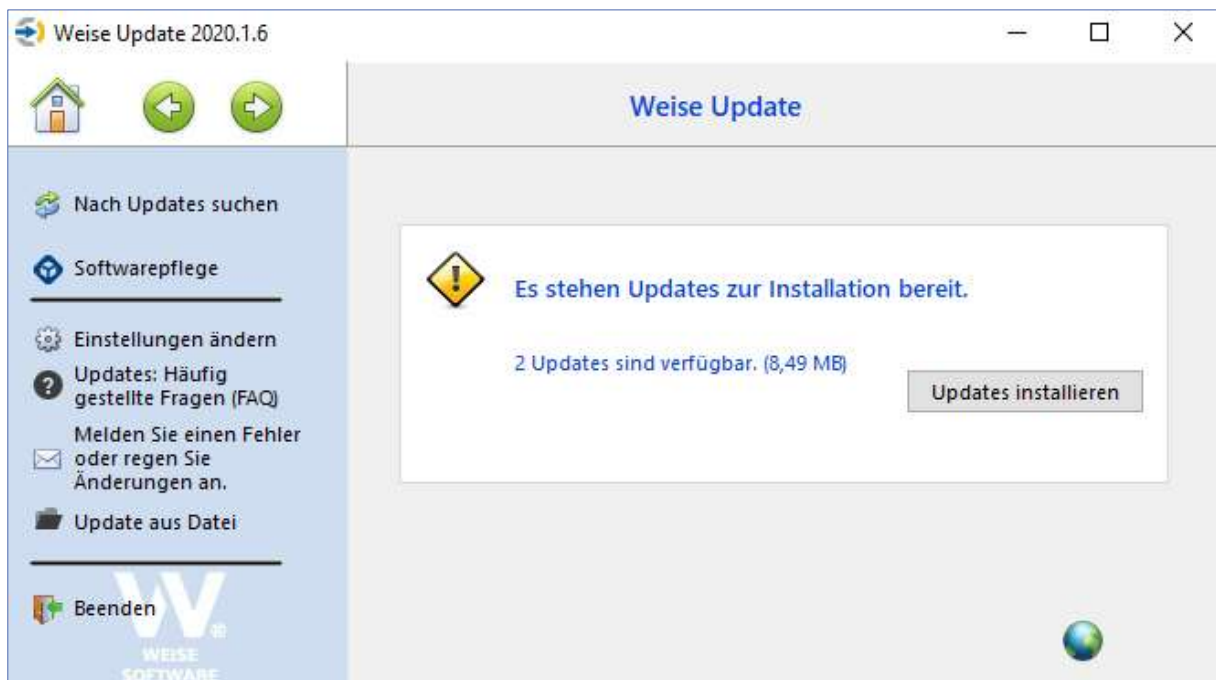 Weise Update 2020.1.6
Weise Update
Nach Updates suchen
Softwarepflege
Einstellungen ändern
Updates: Häufig
gestellte Fragen (FAQ)
Melden Sie einen Fehler
oder regen Sie
Änderungen an.
Update aus Datei
Beenden
W®
WEISE
SOFTWARE
Es stehen Updates zur Installation bereit.
2 Updates sind verfügbar. (8,49 MB)
Updates installieren